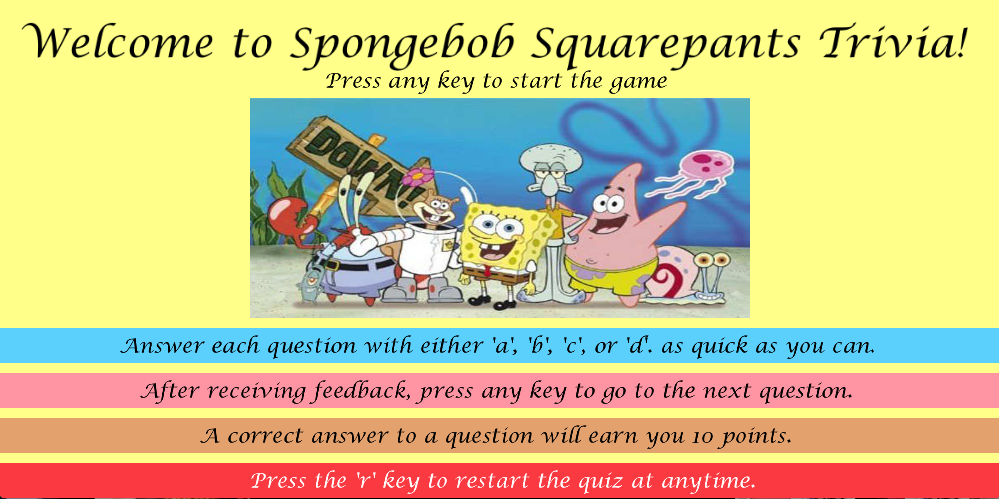 Welcome to Spongebob Squarepants Trivia!
Press any key to start the game
DOWN!
Answer each question with either 'a', 'b', 'c', or 'd'. as quick as you can.
After receiving feedback, press any key to go to the next question.
A correct answer to a question will earn you 10 points.
Press the 'r' key to restart the quiz at anytime.